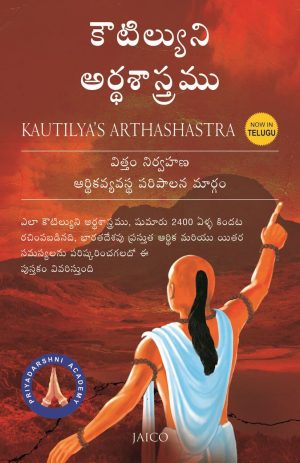 కౌటిల్యుని
అర్థశాస్త్రము
KAUTILYA'S ARTHASHASTRA
NOW IN
TELUGU
విత్తం నిర్వహణ
ఆర్థికవ్యవస్థ పరిపాలన మార్గం
ఎలా కౌటిల్యుని అర్థశాస్త్రము, సుమారు 2400 ఏళ్ళ కిందట
రచింపబడినది, భారతదేశపు ప్రస్తుత ఆర్థిక మరియు యితర
సమస్యలను పరిష్కరించగలదో ఈ
పుస్తకం వివరిస్తుంది
PRIYADARSHNI ACADEMY
JAICO